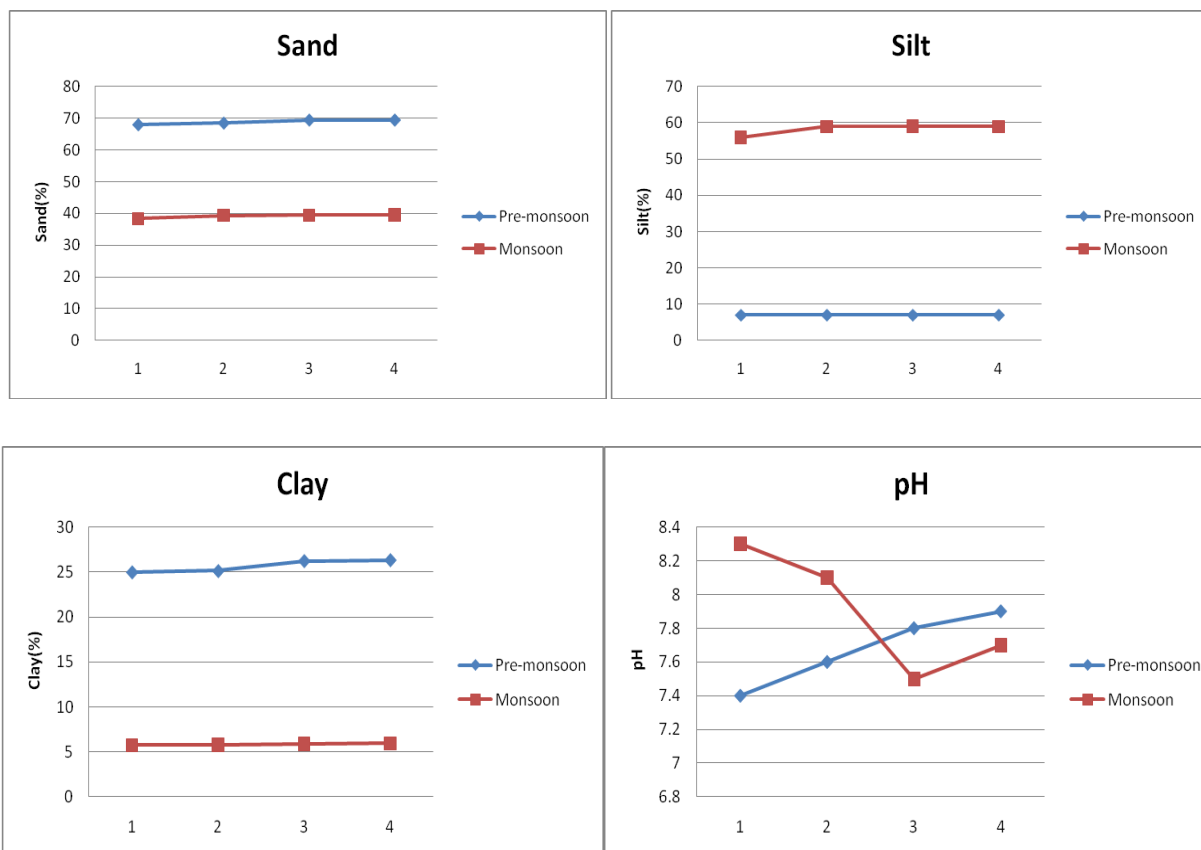 Sand
80
70
60
50
40
30
20
10
0
Sand(%)
1 2 3 4
Pre-monsoon
Monsoon
Silt
70
60
50
40
30
20
10
0
Silt(%)
1 2 3 4
Pre-monsoon
Monsoon
Clay
30
25
20
15
10
5
0
Clay(%)
1 2 3 4
Pre-monsoon
Monsoon
pH
8.4
8.2
8
7.8
7.6
7.4
7.2
7
6.8
pH
1 2 3 4
Pre-monsoon
Monsoon